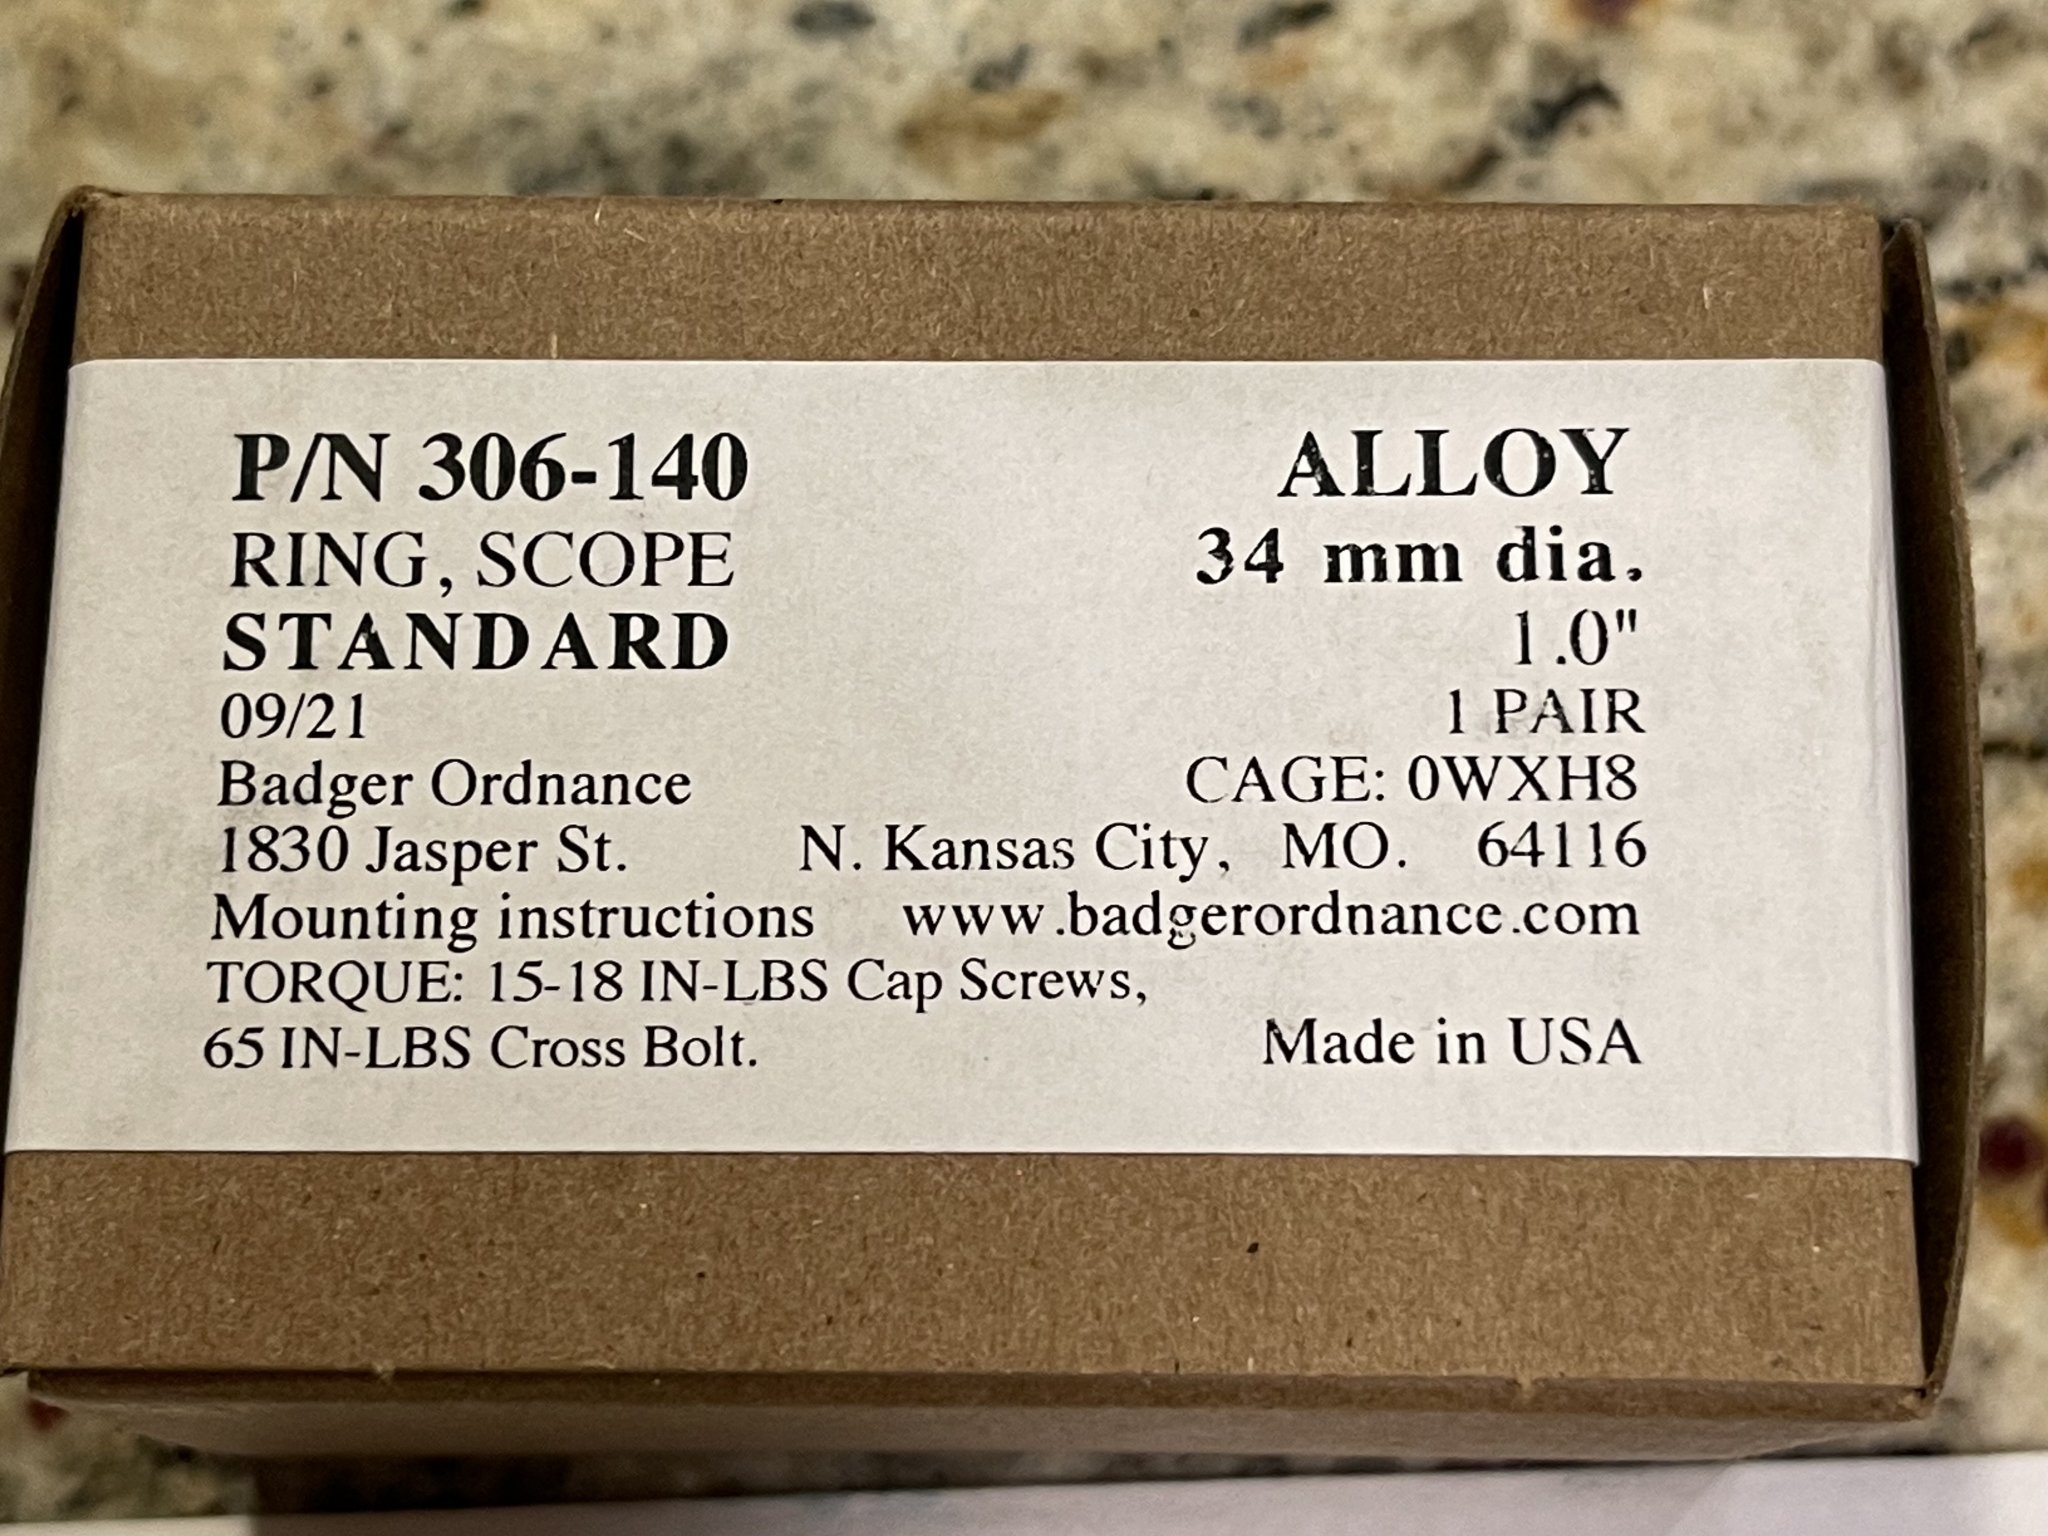 P/N 306-140 ALLOY
RING, SCOPE 34 mm dia.
STANDARD 1.0"
09/21 1 PAIR
Badger Ordnance CAGE: 0WXH8
1830 Jasper St. N. Kansas City, MO. 64116
Mounting instructions www.badgerordnance.com
TORQUE: 15-18 IN-LBS Cap Screws,
65 IN-LBS Cross Bolt. Made in USA